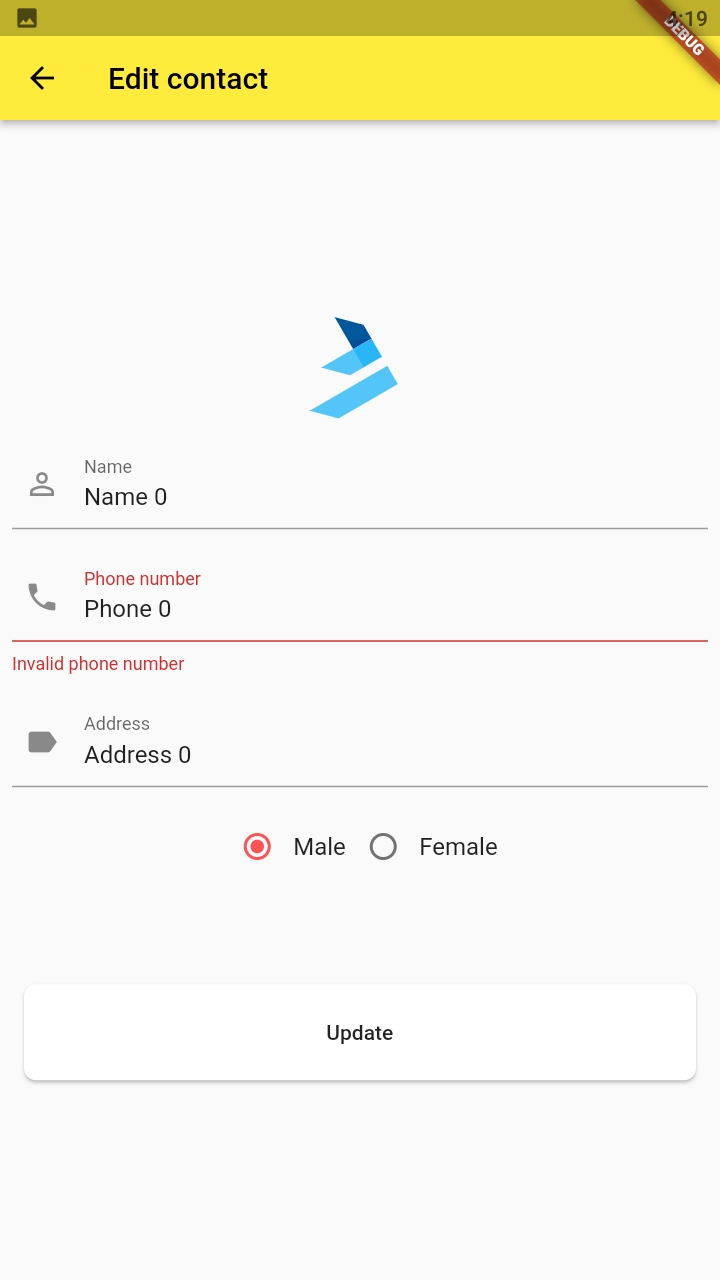 4:19
DEBUG
Edit contact
Name
Name 0
Phone number
Phone 0
Invalid phone number
Address
Address 0
Male Female
Update